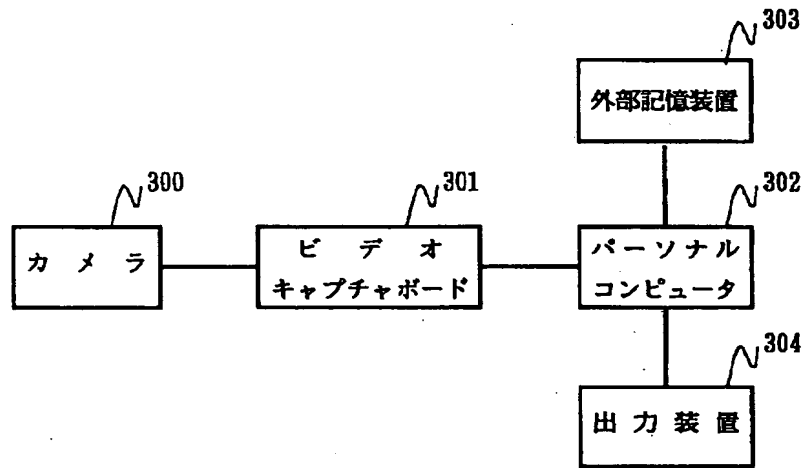 303
外部記憶装置
300
カメラ
301
ビデオ
キャプチャボード
302
パーソナル
コンピュータ
304
出力装置